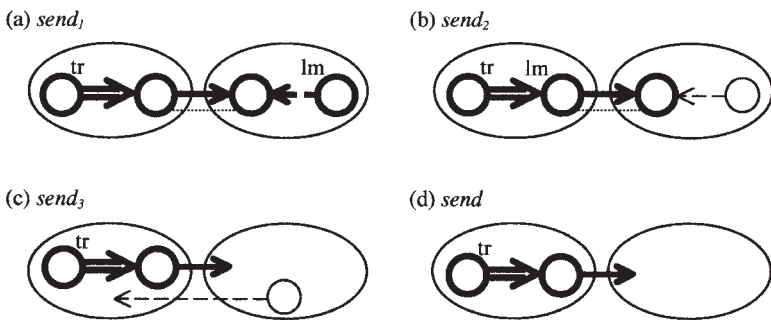 (a) send₁
(b) send₂
tr lm
tr lm
(c) send₃
(d) send
tr
tr